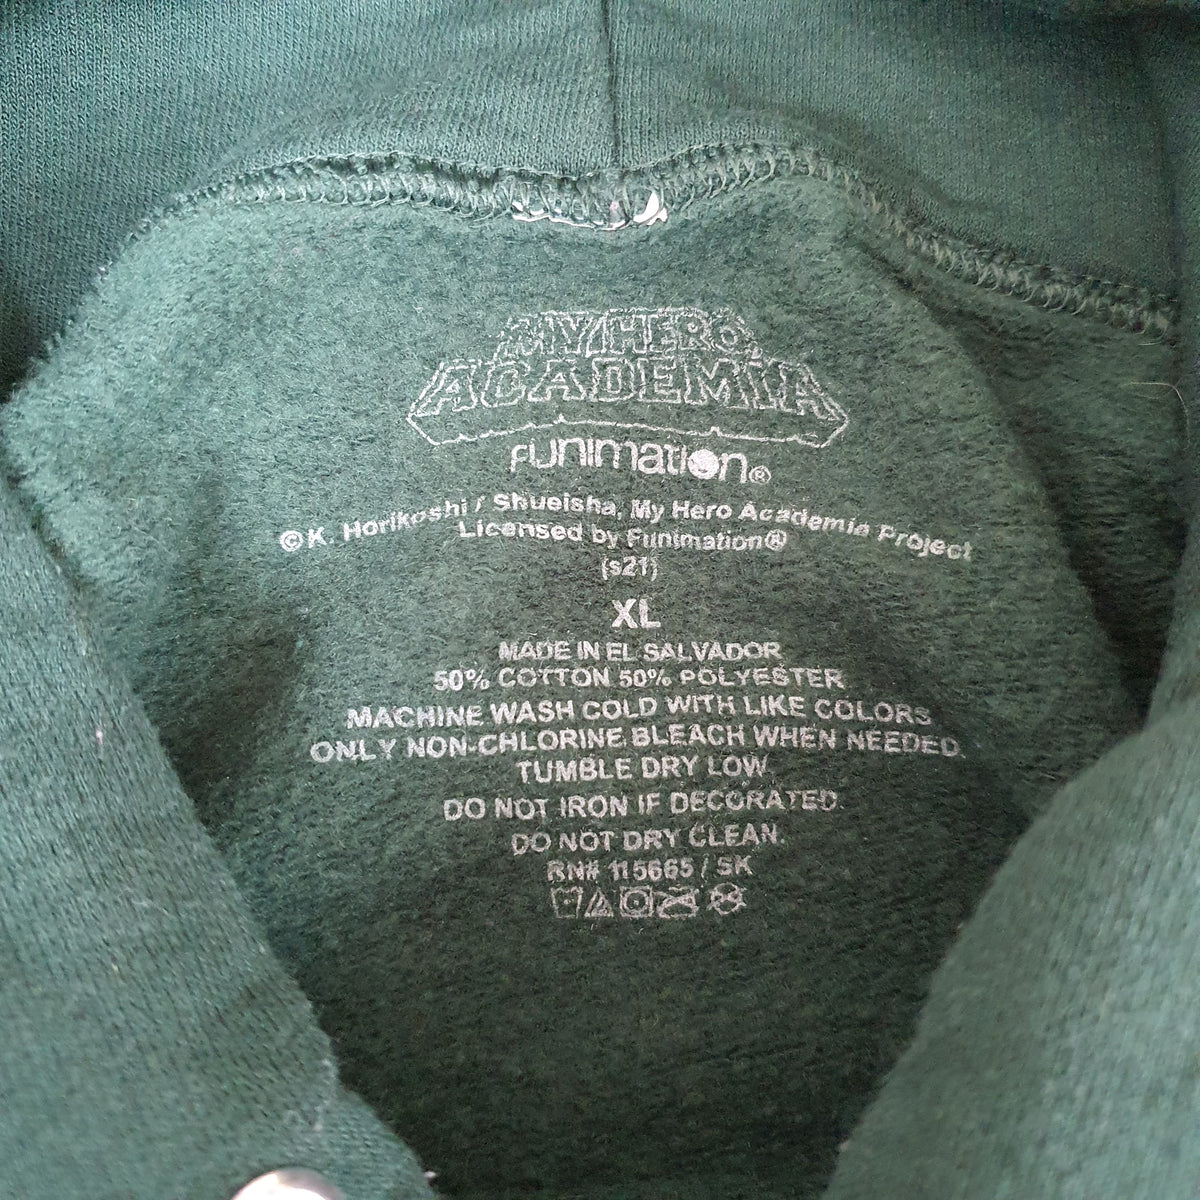 MY HERO
ACADEMIA
FUNIMATION®
© K. Horikoshi / Shueisha, My Hero Academia Project
Licensed by Funimation®
(s21)
XL
MADE IN EL SALVADOR
50% COTTON 50% POLYESTER
MACHINE WASH COLD WITH LIKE COLORS
ONLY NON-CHLORINE BLEACH WHEN NEEDED.
TUMBLE DRY LOW.
DO NOT IRON IF DECORATED.
DO NOT DRY CLEAN.
RN# 115665 / SK